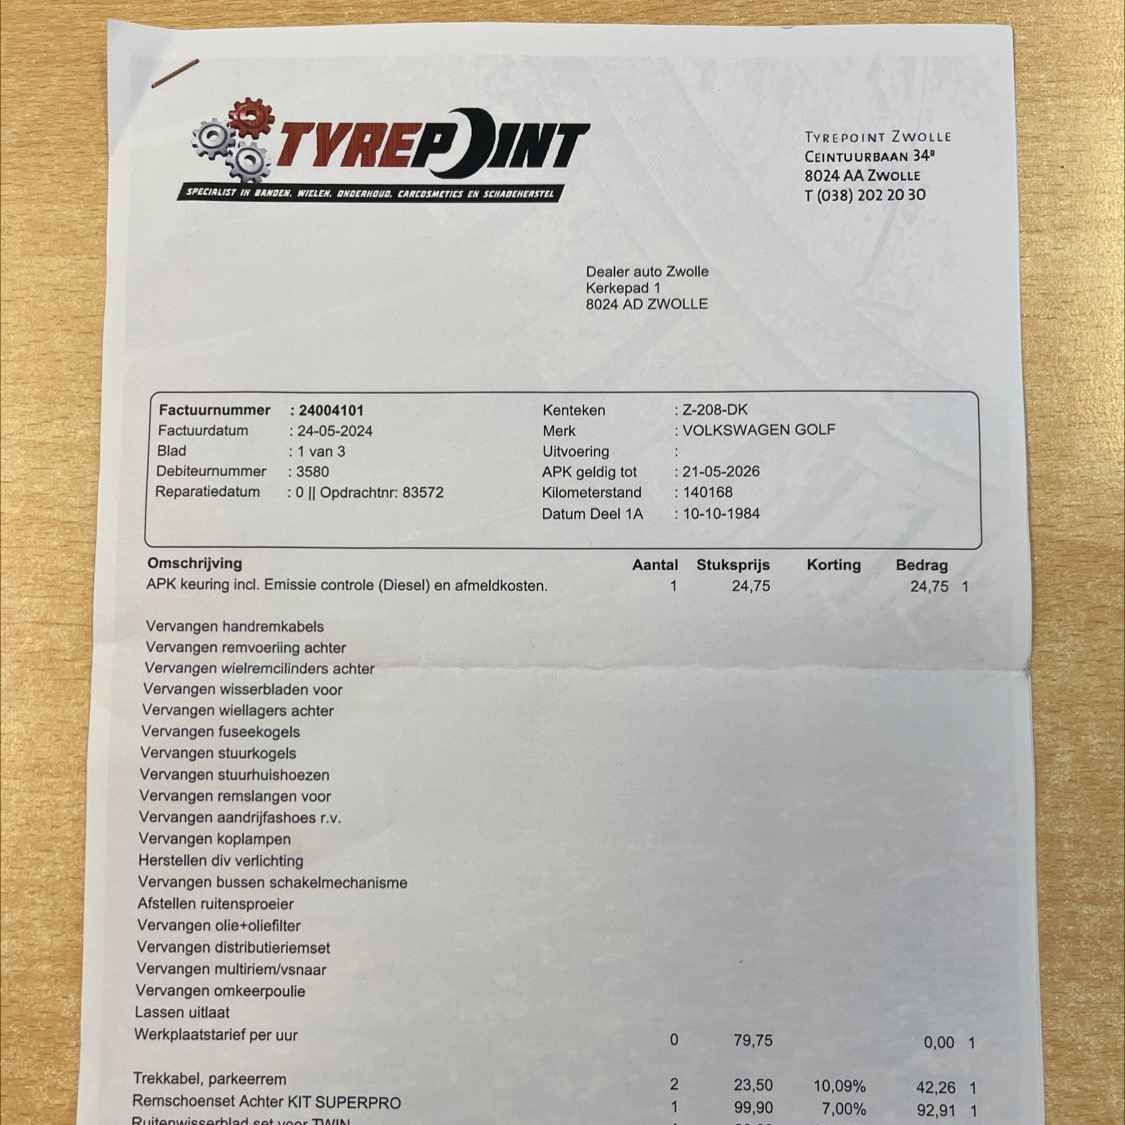 TYREPOINT
SPECIALIST IN BANDEN, WIELEN, ONDERHOUD, CARCOSMETICS EN SCHADEHERSTEL
TYREPOINT ZWOLLE
CEINTUURBAAN 34B
8024 AA ZWOLLE
T (038) 202 20 30
Dealer auto Zwolle
Kerkepad 1
8024 AD ZWOLLE
Factuurnummer : 24004101 Kenteken : Z-208-DK
Factuurdatum : 24-05-2024 Merk : VOLKSWAGEN GOLF
Blad : 1 van 3 Uitvoering :
Debiteurnummer : 3580 APK geldig tot : 21-05-2026
Reparatiedatum : 0 || Opdrachtnr: 83572 Kilometerstand : 140168
Datum Deel 1A : 10-10-1984
Omschrijving Aantal Stuksprijs Korting Bedrag
APK keuring incl. Emissie controle (Diesel) en afmeldkosten. 1 24,75 24,75 1
Vervangen handremkabels
Vervangen remvoeriing achter
Vervangen wielremcilinders achter
Vervangen wisserbladen voor
Vervangen wiellagers achter
Vervangen fuseekogels
Vervangen stuurkogels
Vervangen stuurhuishoezen
Vervangen remslangen voor
Vervangen aandrijfashoes r.v.
Vervangen koplampen
Herstellen div verlichting
Vervangen bussen schakelmechanisme
Afstellen ruitensproeier
Vervangen olie+oliefilter
Vervangen distributieriemset
Vervangen multiriem/vsnaar
Vervangen omkeerpoulie
Lassen uitlaat
Werkplaatstarief per uur 0 79,75 0,00 1
Trekkabel, parkeerrem 2 23,50 10,09% 42,26 1
Remschoenset Achter KIT SUPERPRO 1 99,90 7,00% 92,91 1
Ruitenwisserblad set voor TWIN